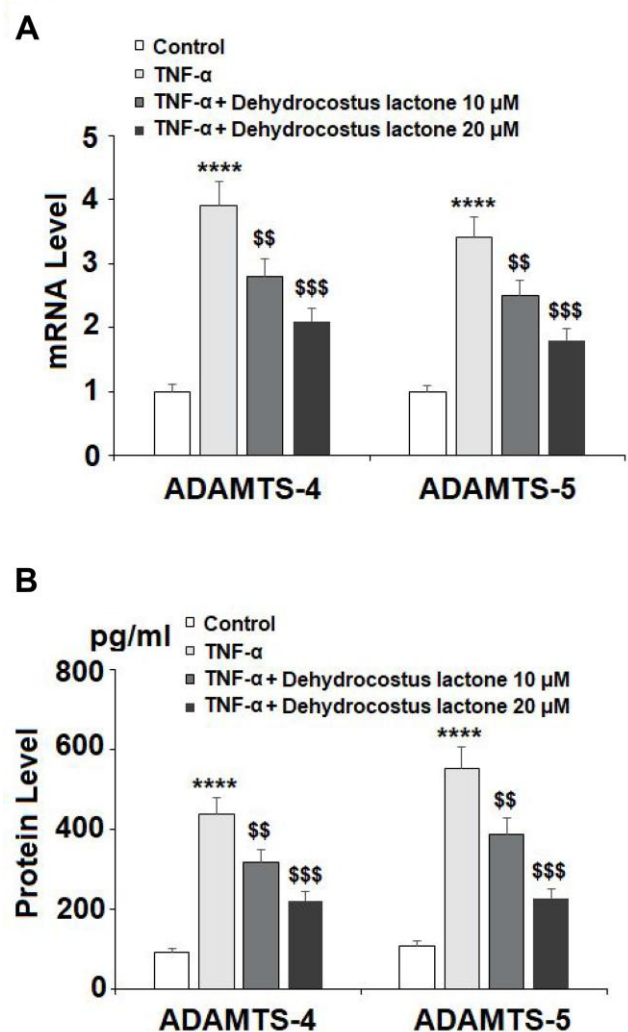 A
Control
TNF-α
TNF-α + Dehydrocostus lactone 10 μM
TNF-α + Dehydrocostus lactone 20 μM
5
4
3
2
1
0
mRNA Level
****
$$
$$$
****
$$
$$$
ADAMTS-4 ADAMTS-5
B
pg/ml
Control
TNF-α
TNF-α + Dehydrocostus lactone 10 μM
TNF-α + Dehydrocostus lactone 20 μM
800
600
400
200
0
Protein Level
****
$$
$$$
****
$$
$$$
ADAMTS-4 ADAMTS-5